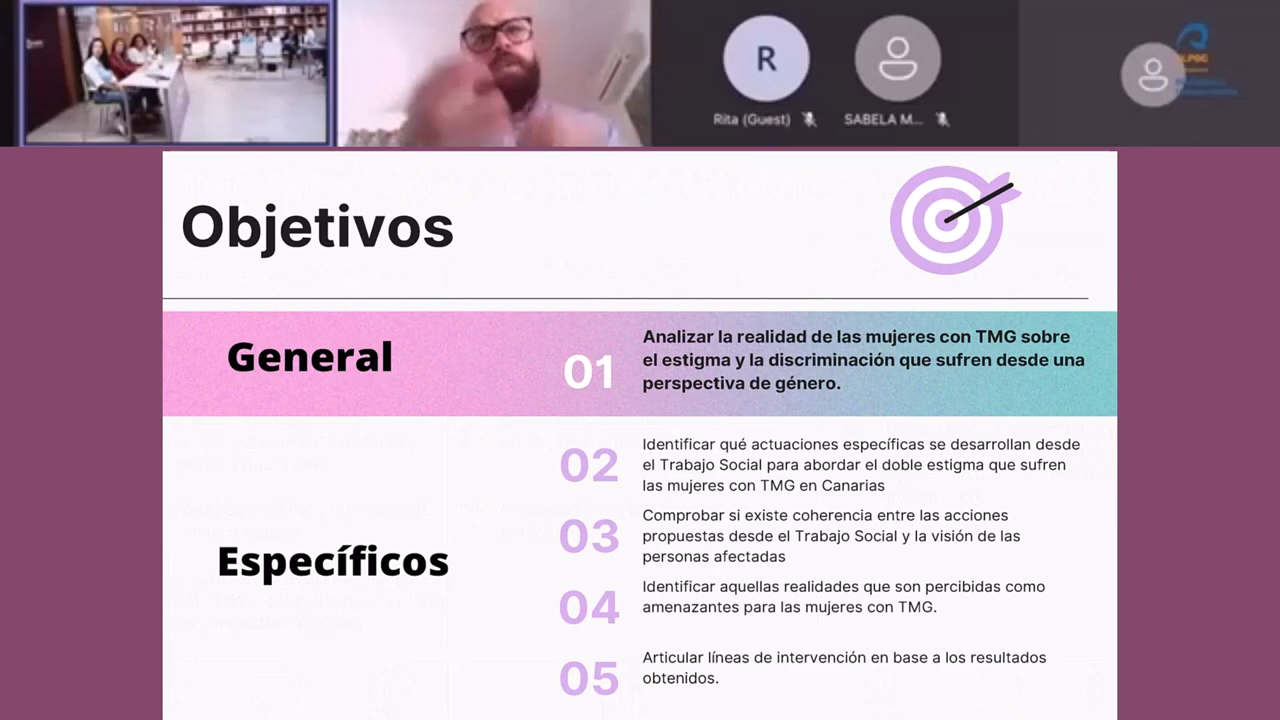 R
Rita (Guest)
SABELA M...
Objetivos
General
01
Analizar la realidad de las mujeres con TMG sobre
el estigma y la discriminación que sufren desde una
perspectiva de género.
Específicos
02
Identificar qué actuaciones específicas se desarrollan desde
el Trabajo Social para abordar el doble estigma que sufren
las mujeres con TMG en Canarias
03
Comprobar si existe coherencia entre las acciones
propuestas desde el Trabajo Social y la visión de las
personas afectadas
04
Identificar aquellas realidades que son percibidas como
amenazantes para las mujeres con TMG.
05
Articular líneas de intervención en base a los resultados
obtenidos.